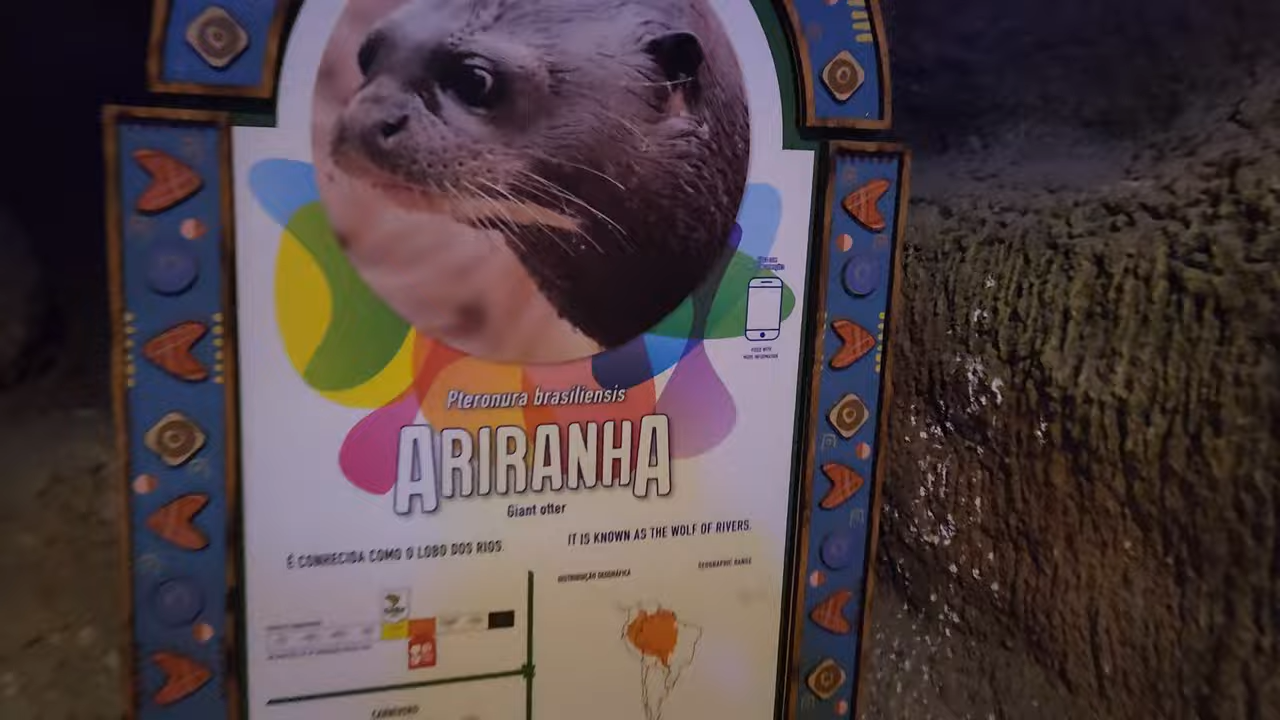 Pteronura brasiliensis
ARIRANHA
Giant otter
É CONHECIDA COMO O LOBO DOS RIOS.
IT IS KNOWN AS THE WOLF OF RIVERS.
DISTRIBUIÇÃO GEOGRÁFICA
GEOGRAPHIC RANGE
CARNÍVORO